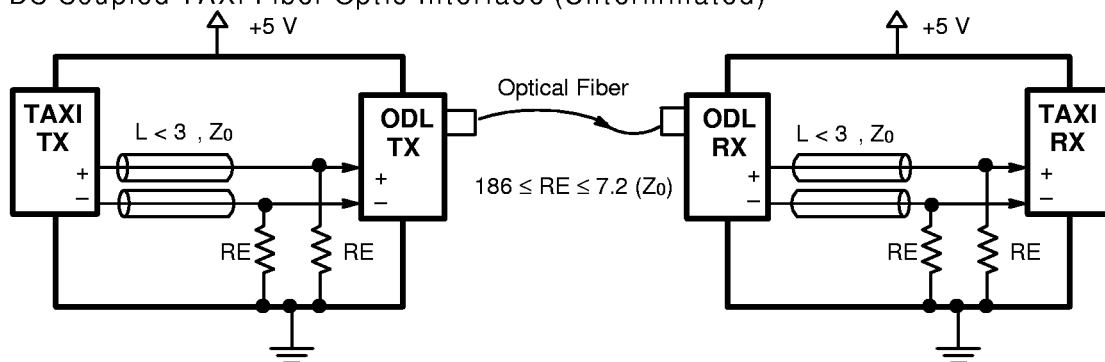 DC Coupled TAXI Fiber Optic Interface (Unterminated)
+5 V
+5 V
TAXI
TX
L < 3 , Z0
+
–
ODL
TX
+
–
Optical Fiber
186 ≤ RE ≤ 7.2 (Z0)
ODL
RX
+
–
L < 3 , Z0
TAXI
RX
+
–
RE
RE
RE
RE